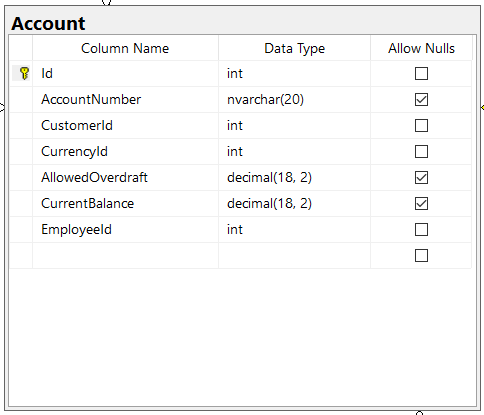 Account
Column Name Data Type Allow Nulls
Id int
AccountNumber nvarchar(20)
CustomerId int
CurrencyId int
AllowedOverdraft decimal(18, 2)
CurrentBalance decimal(18, 2)
EmployeeId int